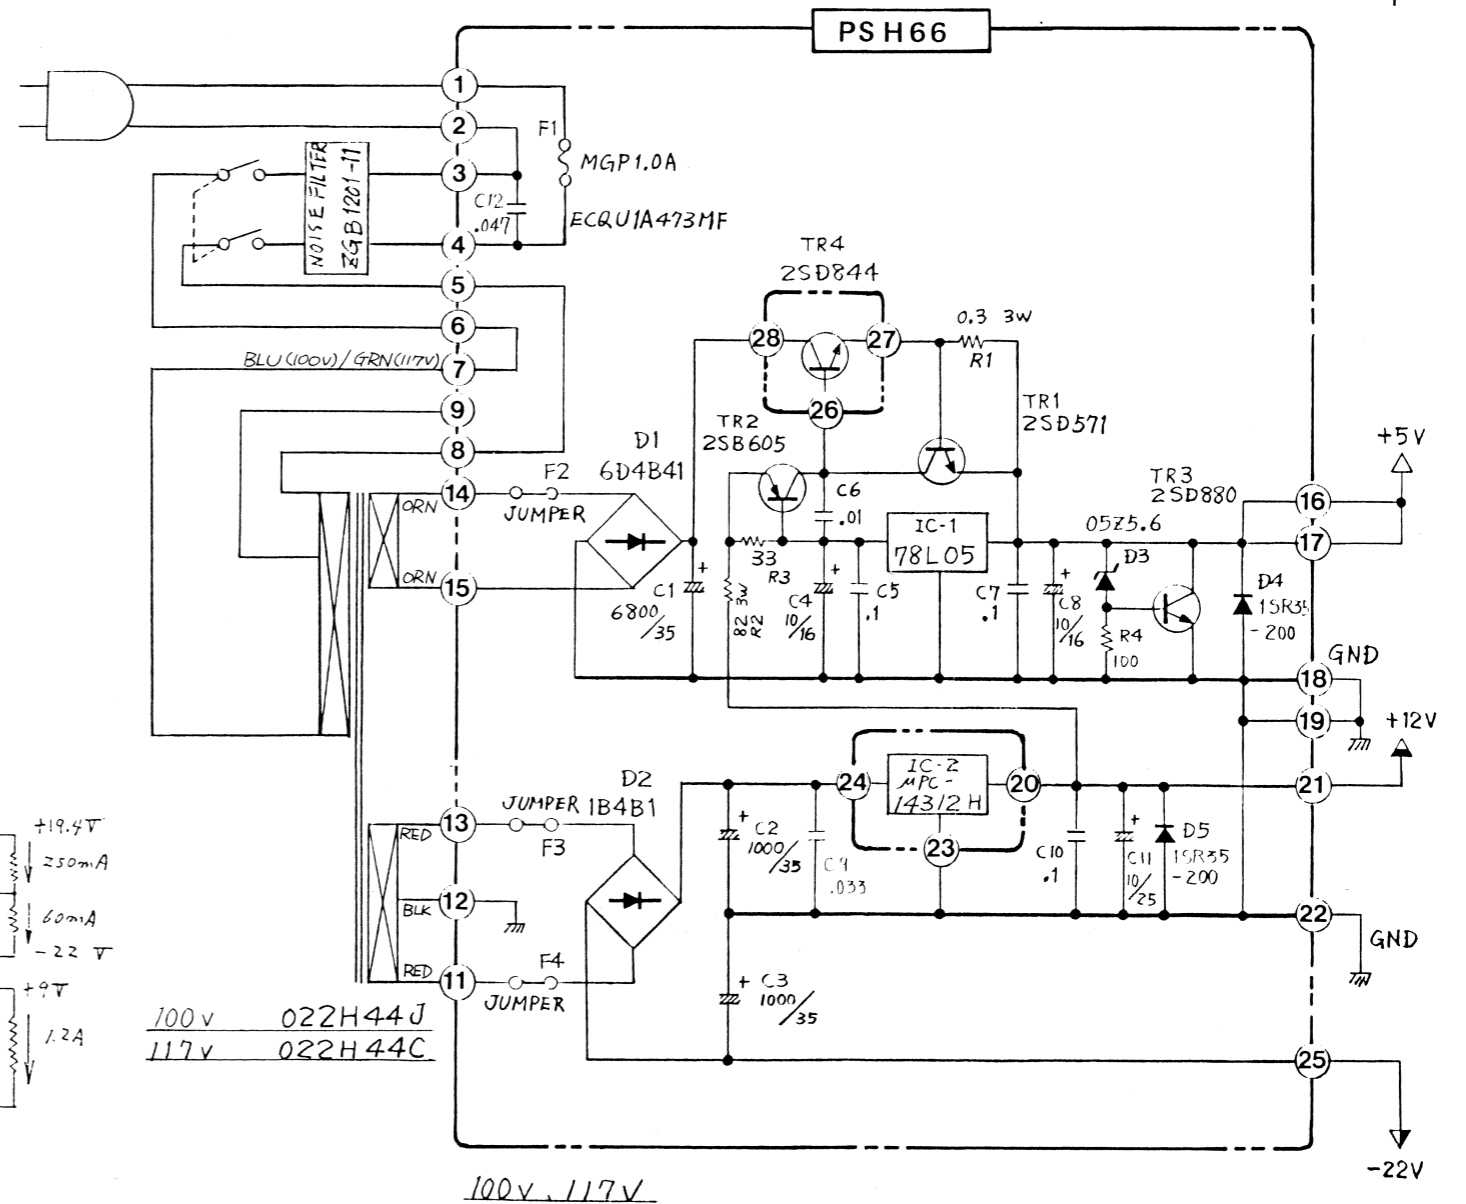 PSH66
1
2
3
4
5
6
7
9
8
14
15
13
12
11
F1
MGP1.0A
C12
.047
ECQU1A473MF
NOISE FILTER
ZGB1201-11
BLU(100V)/GRN(117V)
TR4
2SD844
28
27
26
0.3 3W
R1
TR1
2SD571
TR2
2SB605
D1
6D4B41
F2
JUMPER
ORN
ORN
C6
.01
IC-1
78L05
33
R3
82 3W
R2
C1
6800/35
+
C4
10/16
+
C5
.1
C7
.1
C8
10/16
+
TR3
2SD880
05Z5.6
D3
R4
100
D4
1SR35
-200
+5V
16
17
GND
18
19
+12V
D2
1B4B1
JUMPER
F3
RED
BLK
RED
F4
JUMPER
24
IC-2
μPC-
14312H
20
23
21
C2
1000/35
+
C9
.033
C10
.1
C11
10/25
+
D5
1SR35
-200
22
GND
C3
1000/35
+
25
-22V
+19.4V
250mA
60mA
-22 V
+9V
1.2A
100V 022H44J
117V 022H44C
100V, 117V